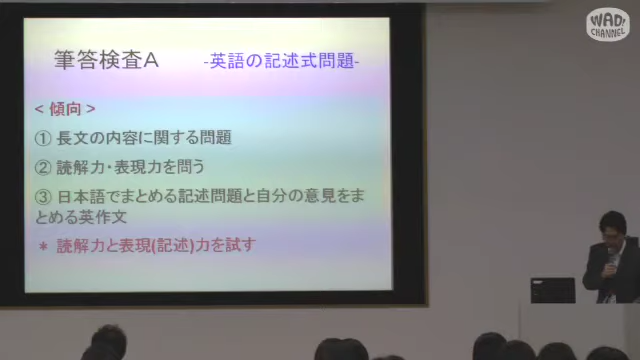 WAD!
CHANNEL
筆答検査A -英語の記述式問題-
< 傾向 >
① 長文の内容に関する問題
② 読解力・表現力を問う
③ 日本語でまとめる記述問題と自分の意見をま
とめる英作文
* 読解力と表現(記述)力を試す